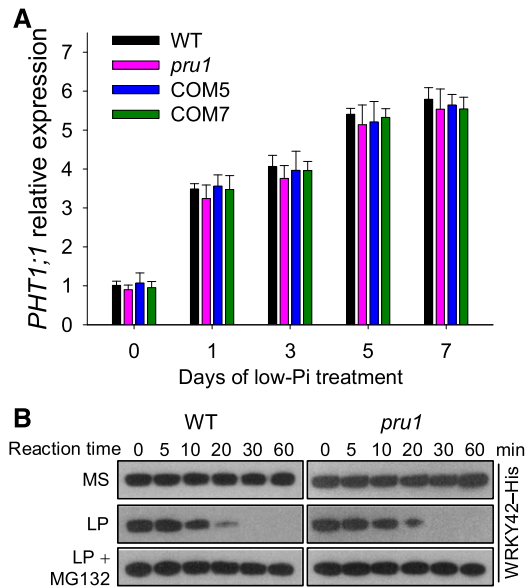 A
PHT1;1 relative expression
7
6
5
4
3
2
1
0
WT
pru1
COM5
COM7
0 1 3 5 7
Days of low-Pi treatment
B
WT pru1
Reaction time 0 5 10 20 30 60 0 5 10 20 30 60 min
MS
LP
LP +
MG132
WRKY42–His